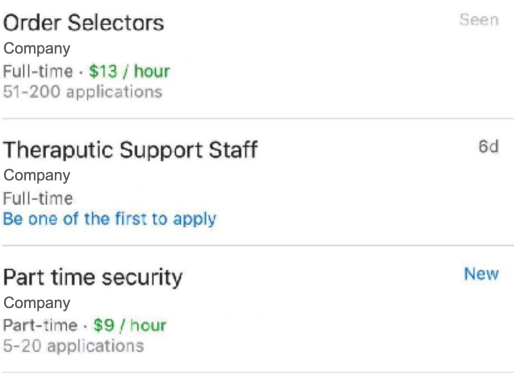 Order Selectors
Seen
Company
Full-time · $13 / hour
51-200 applications
Theraputic Support Staff
6d
Company
Full-time
Be one of the first to apply
Part time security
New
Company
Part-time · $9 / hour
5-20 applications